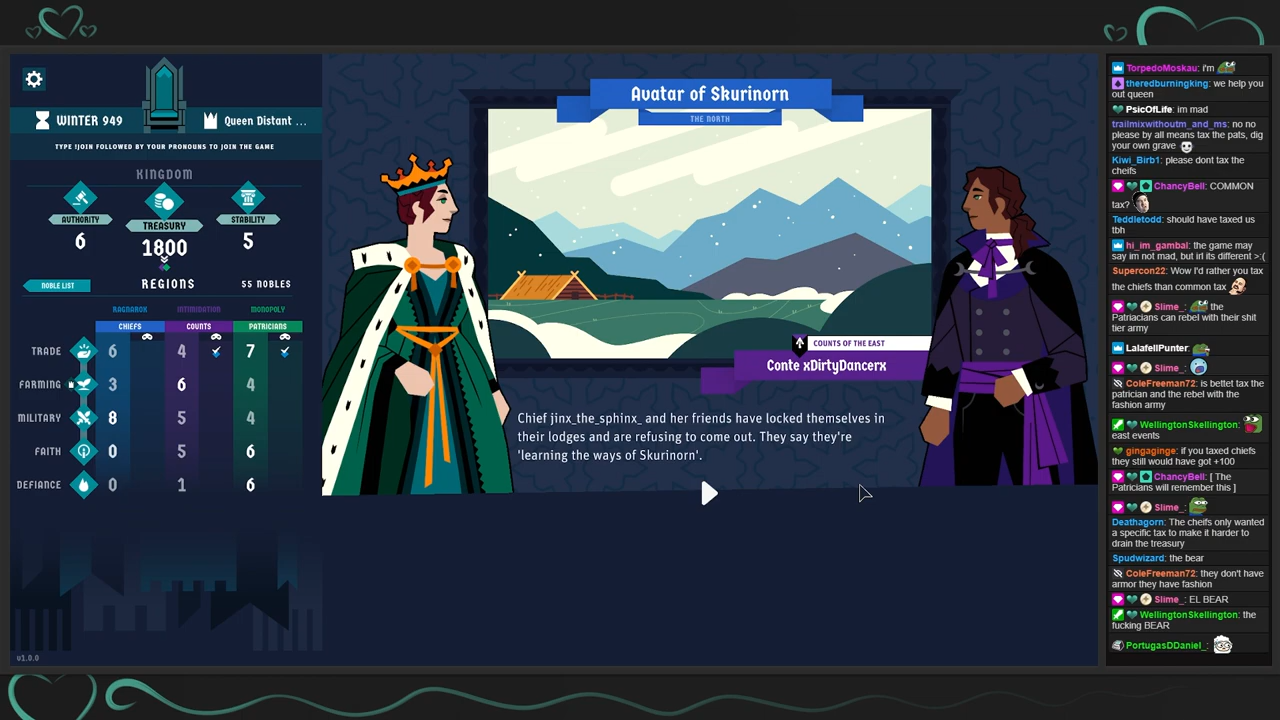 WINTER 949
Queen Distant ...
TYPE !JOIN FOLLOWED BY YOUR PRONOUNS TO JOIN THE GAME
KINGDOM
AUTHORITY
TREASURY
STABILITY
6
1800
5
NOBLE LIST
REGIONS
55 NOBLES
RAGNAROK
INTIMIDATION
MONOPOLY
CHIEFS
COUNTS
PATRICIANS
TRADE 6 4 7
FARMING 3 6 4
MILITARY 8 5 4
FAITH 0 5 6
DEFIANCE 0 1 6
v1.0.0
Avatar of Skurinorn
THE NORTH
COUNTS OF THE EAST
Conte xDirtyDancerx
Chief jinx_the_sphinx_ and her friends have locked themselves in
their lodges and are refusing to come out. They say they're
'learning the ways of Skurinorn'.
TorpedoMoskau: i'm
theredburningking: we help you
out queen
PsicOfLife: im mad
trailmixwithoutm_and_ms: no no
please by all means tax the pats, dig
your own grave
Kiwi_Birb1: please dont tax the
cheifs
ChancyBell: COMMON
tax?
Teddletodd: should have taxed us
tbh
hi_im_gambal: the game may
say im not mad, but irl its different >:(
Supercon22: Wow I'd rather you tax
the chiefs than common tax
Slime_: the
Patricians can rebel with their shit
tier army
LalafellPunter:
Slime_:
ColeFreeman72: is bettet tax the
patrician and the rebel with the
fashion army
WellingtonSkellington:
east events
gingaginge: if you taxed chiefs
they still would have got +100
ChancyBell: [ The
Patricians will remember this ]
Slime_:
Deathagorn: The cheifs only wanted
a specific tax to make it harder to
drain the treasury
Spudwizard: the bear
ColeFreeman72: they don't have
armor they have fashion
Slime_: EL BEAR
WellingtonSkellington: the
fucking BEAR
PortugasDDaniel_: